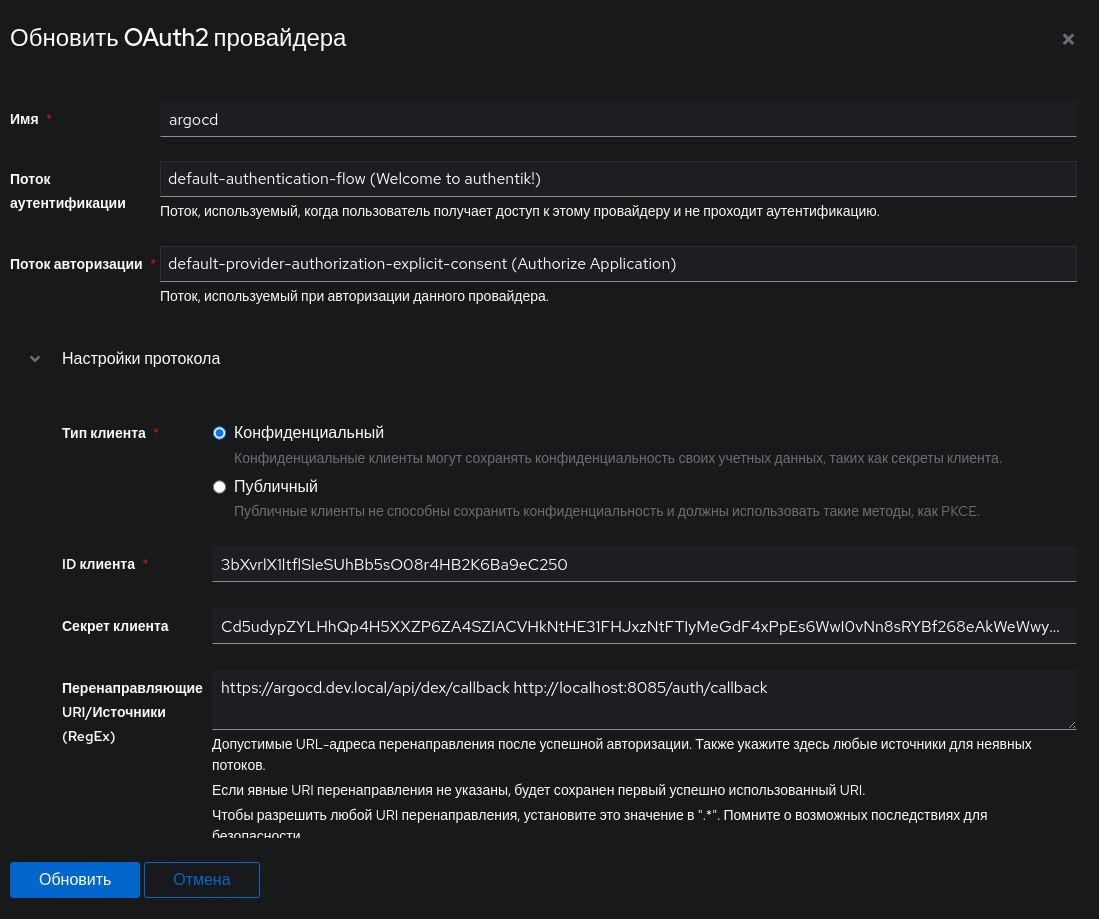 Обновить OAuth2 провайдера
Имя *
argocd
Поток
аутентификации
default-authentication-flow (Welcome to authentik!)
Поток, используемый, когда пользователь получает доступ к этому провайдеру и не проходит аутентификацию.
Поток авторизации *
default-provider-authorization-explicit-consent (Authorize Application)
Поток, используемый при авторизации данного провайдера.
Настройки протокола
Тип клиента *
Конфиденциальный
Конфиденциальные клиенты могут сохранять конфиденциальность своих учетных данных, таких как секреты клиента.
Публичный
Публичные клиенты не способны сохранить конфиденциальность и должны использовать такие методы, как PKCE.
ID клиента *
3bXvrlX1ltflSleSUhBb5sO08r4HB2K6Ba9eC250
Секрет клиента
Cd5udypZYLHhQp4H5XXZP6ZA4SZIACVHkNtHE31FHJxzNtFTIyMeGdF4xPpEs6WwI0vNn8sRYBf268eAkWeWwy...
Перенаправляющие
URI/Источники
(RegEx)
https://argocd.dev.local/api/dex/callback http://localhost:8085/auth/callback
Допустимые URL-адреса перенаправления после успешной авторизации. Также укажите здесь любые источники для неявных
потоков.
Если явные URI перенаправления не указаны, будет сохранен первый успешно использованный URI.
Чтобы разрешить любой URI перенаправления, установите это значение в ".*". Помните о возможных последствиях для
безопасности.
Обновить
Отмена